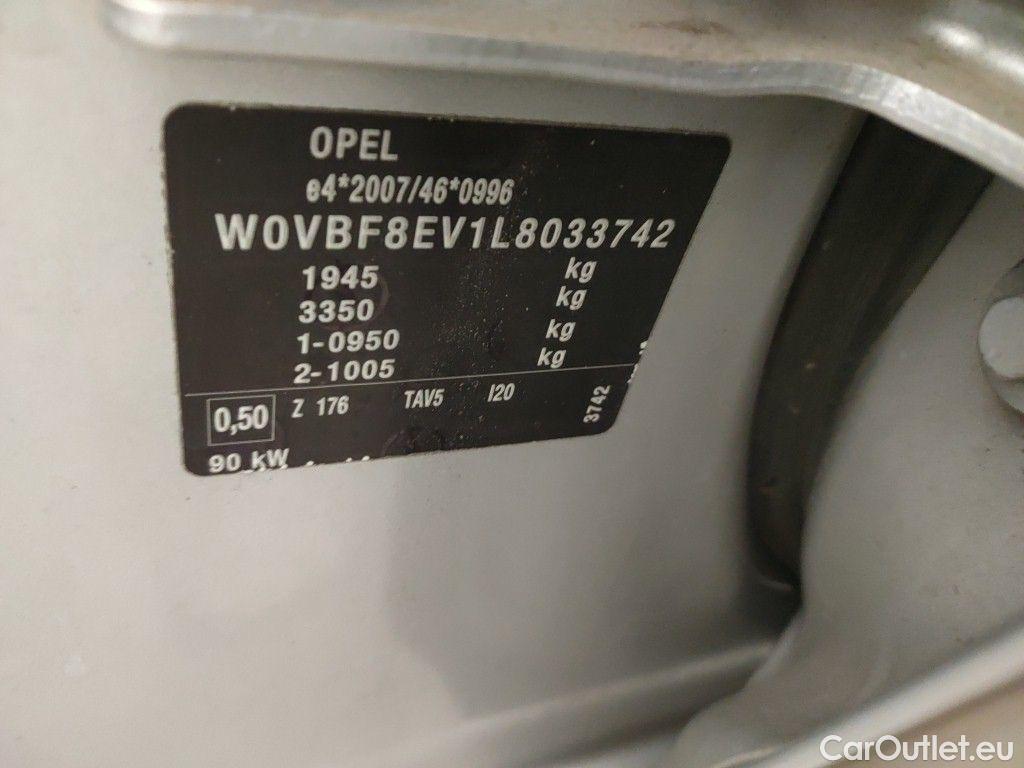 OPEL
e4*2007/46*0996
W0VBF8EV1L8033742
1945 kg
3350 kg
1-0950 kg
2-1005 kg
0,50 Z 176 TAV5 I20 3742
90 kW
CarOutlet.eu